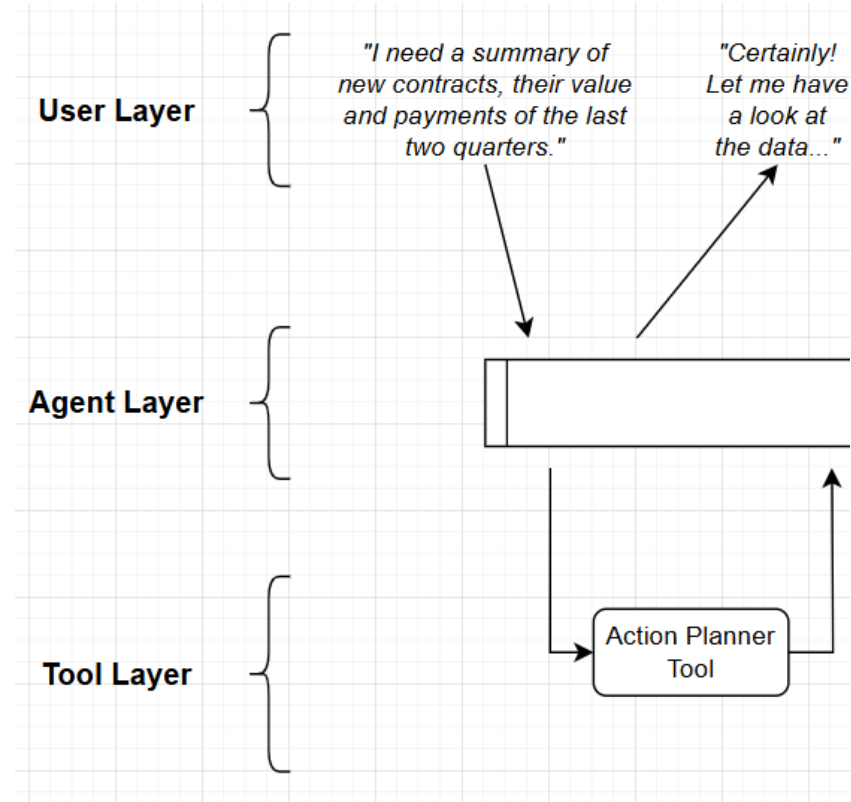 "I need a summary of
new contracts, their value
and payments of the last
two quarters."
"Certainly!
Let me have
a look at
the data..."
User Layer
Agent Layer
Action Planner
Tool
Tool Layer